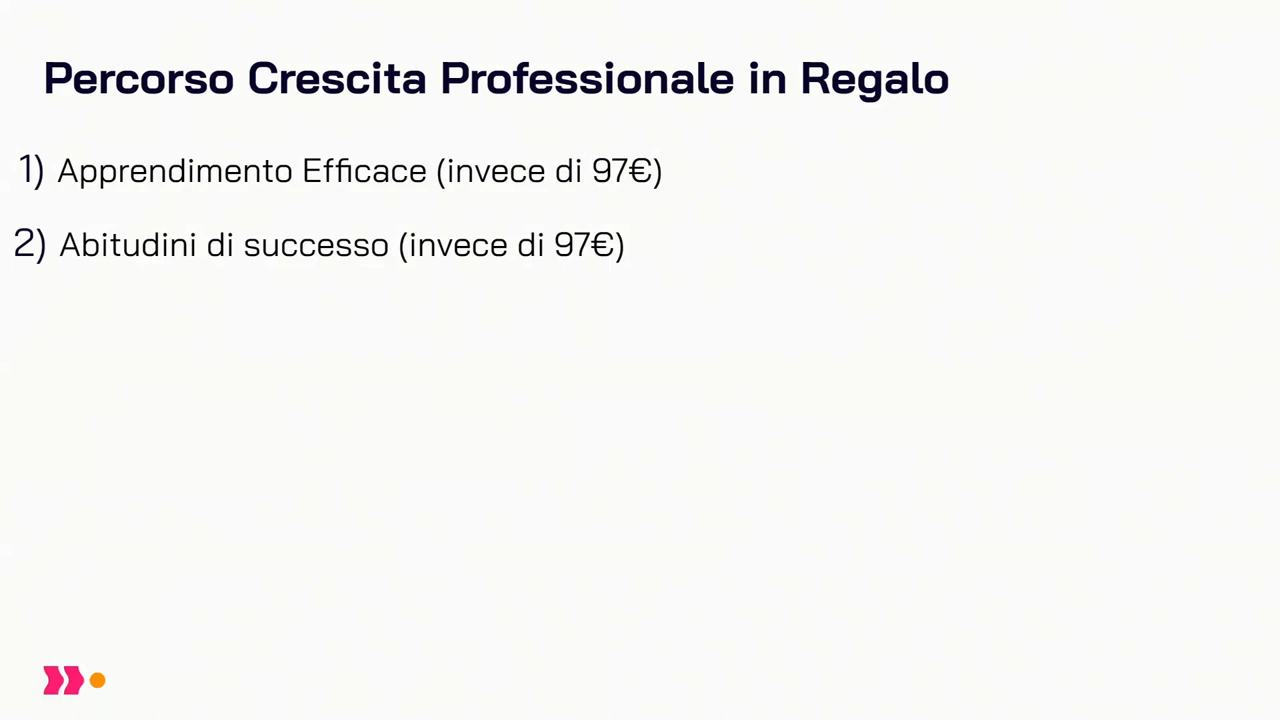 Percorso Crescita Professionale in Regalo
1) Apprendimento Efficace (invece di 97€)
2) Abitudini di successo (invece di 97€)